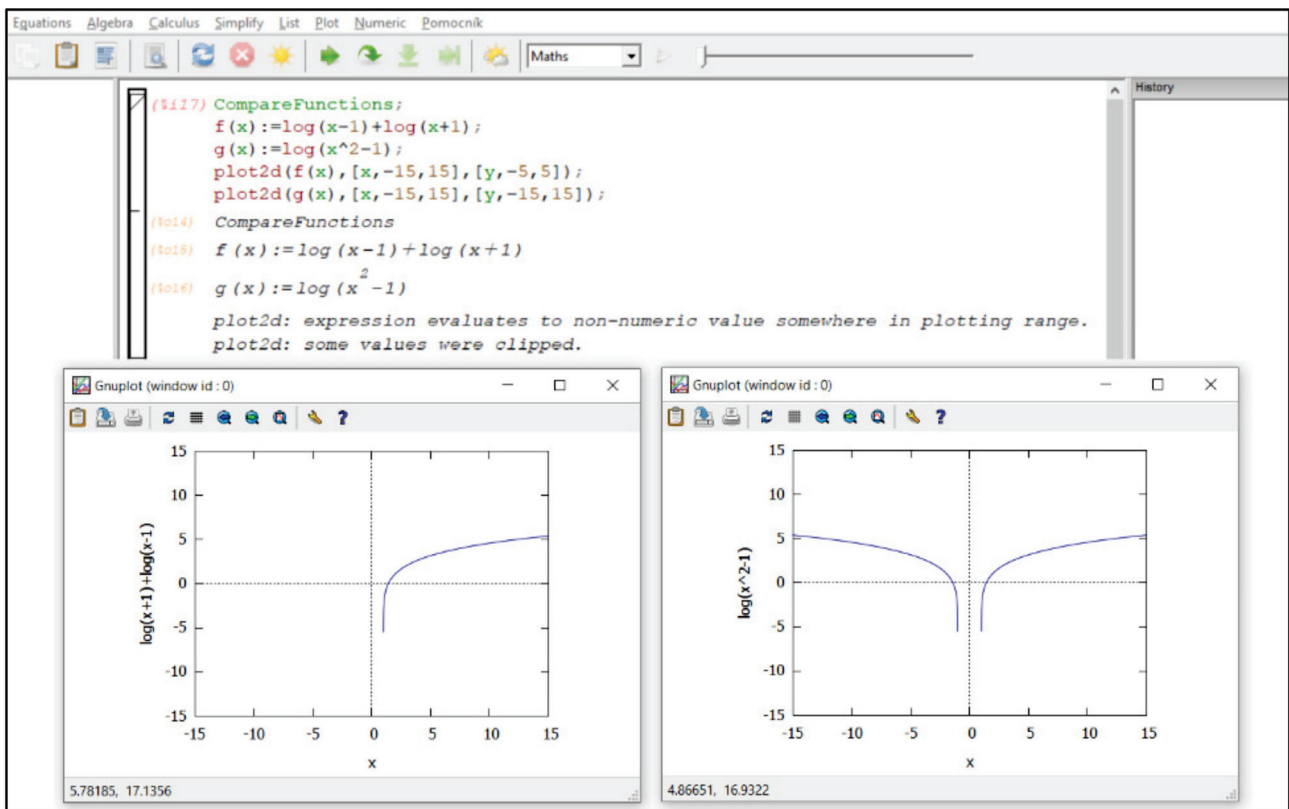 Equations Algebra Calculus Simplify List Plot Numeric Pomocník
Maths
History
(%i17) CompareFunctions;
f(x):=log(x-1)+log(x+1);
g(x):=log(x^2-1);
plot2d(f(x),[x,-15,15],[y,-5,5]);
plot2d(g(x),[x,-15,15],[y,-15,15]);
(%o14) CompareFunctions
(%o15) f(x):=log(x-1)+log(x+1)
(%o16) g(x):=log(x²-1)
plot2d: expression evaluates to non-numeric value somewhere in plotting range.
plot2d: some values were clipped.
Gnuplot (window id : 0)
?
15
10
5
0
-5
-10
-15
log(x+1)+log(x-1)
-15 -10 -5 0 5 10 15
x
5.78185, 17.1356
Gnuplot (window id : 0)
?
15
10
5
0
-5
-10
-15
log(x^2-1)
-15 -10 -5 0 5 10 15
x
4.86651, 16.9322